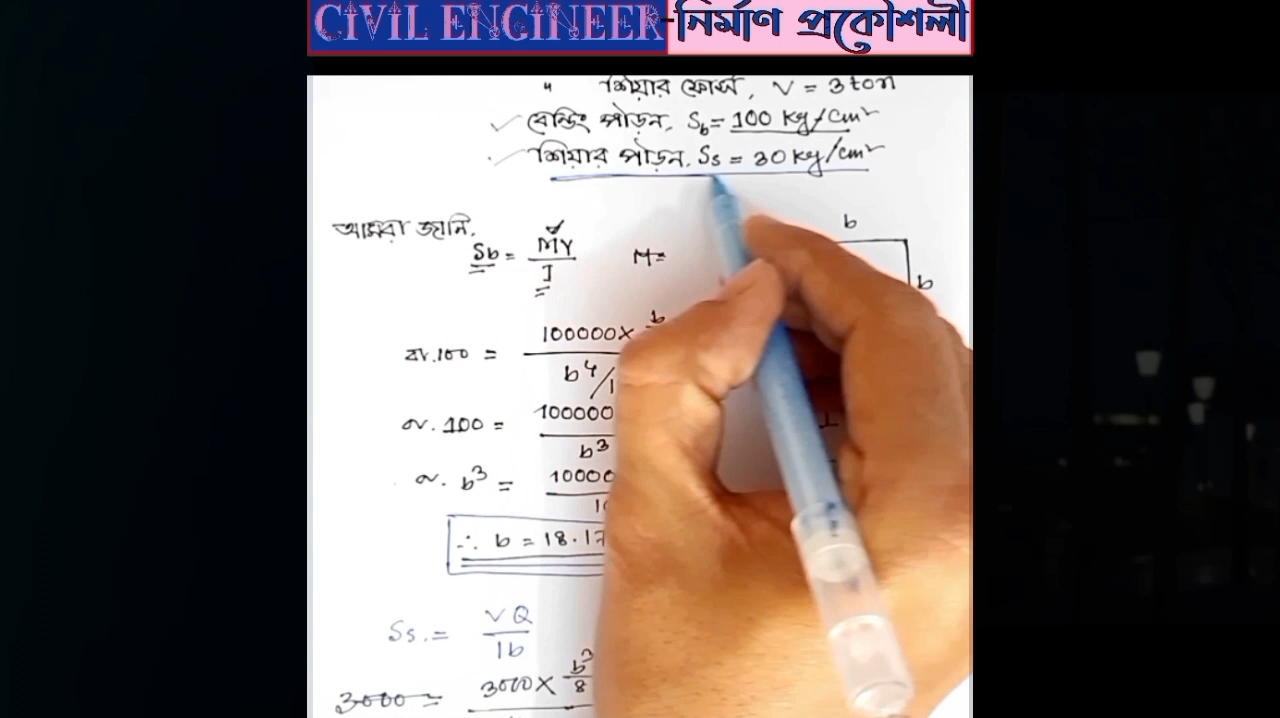 CIVIL ENGINEER-নির্মাণ প্রকৌশলী
" শিয়ার ফোর্স, V = 3 ton
বেন্ডিং পীড়ন, Sb = 100 Kg/cm²
শিয়ার পীড়ন, Ss = 30 kg/cm²
আমরা জানি,
b
Sb = MY/I M=
b
বা, 100 = 100000 × b
b⁴/1
বা, 100 = 100000
b³
বা, b³ = 10000
∴ b = 18.17
Ss. = VQ/Ib
3000 = 3000 × b³/8